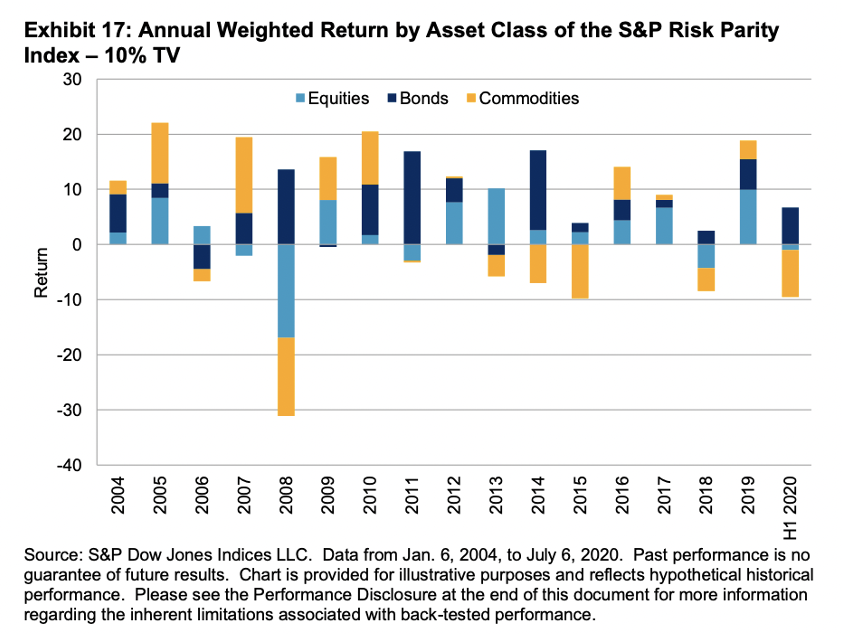 Exhibit 17: Annual Weighted Return by Asset Class of the S&P Risk Parity
Index – 10% TV
30
Equities Bonds Commodities
20
10
0
-10
-20
-30
-40
Return
2004
2005
2006
2007
2008
2009
2010
2011
2012
2013
2014
2015
2016
2017
2018
2019
H1 2020
Source: S&P Dow Jones Indices LLC. Data from Jan. 6, 2004, to July 6, 2020. Past performance is no
guarantee of future results. Chart is provided for illustrative purposes and reflects hypothetical historical
performance. Please see the Performance Disclosure at the end of this document for more information
regarding the inherent limitations associated with back-tested performance.